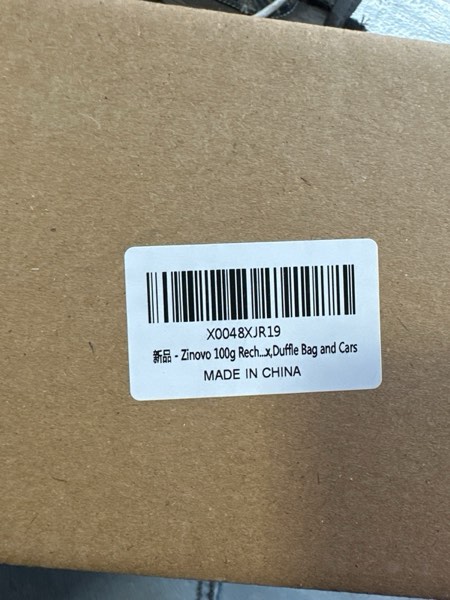 X0048XJR19
新品 - Zinovo 100g Rech...x,Duffle Bag and Cars
MADE IN CHINA